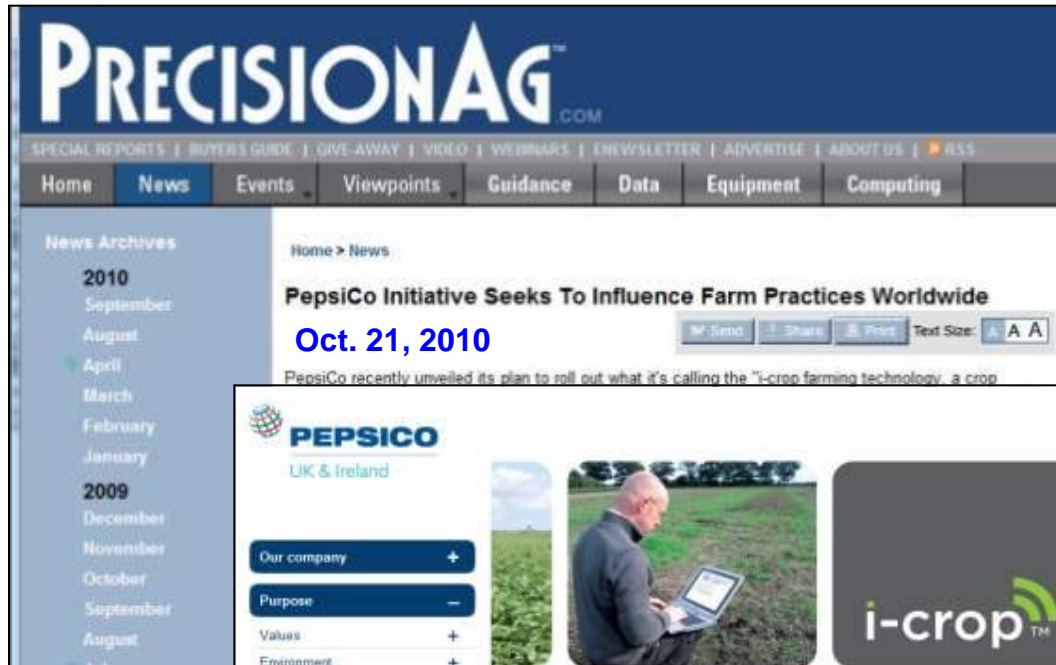 PRECISIONAG™.COM
SPECIAL REPORTS | BUYERS GUIDE | GIVE-AWAY | VIDEO | WEBINARS | ENEWSLETTER | ADVERTISE | ABOUT US | RSS
Home News Events Viewpoints Guidance Data Equipment Computing
News Archives
2010
September
August
April
March
February
January
2009
December
November
October
September
August
Home > News
PepsiCo Initiative Seeks To Influence Farm Practices Worldwide
Oct. 21, 2010
Send Share Print Text Size: A A A
PepsiCo recently unveiled its plan to roll out what it's calling the "i-crop farming technology, a crop
PEPSICO
UK & Ireland
Our company +
Purpose –
Values +
Environment +
i-crop™